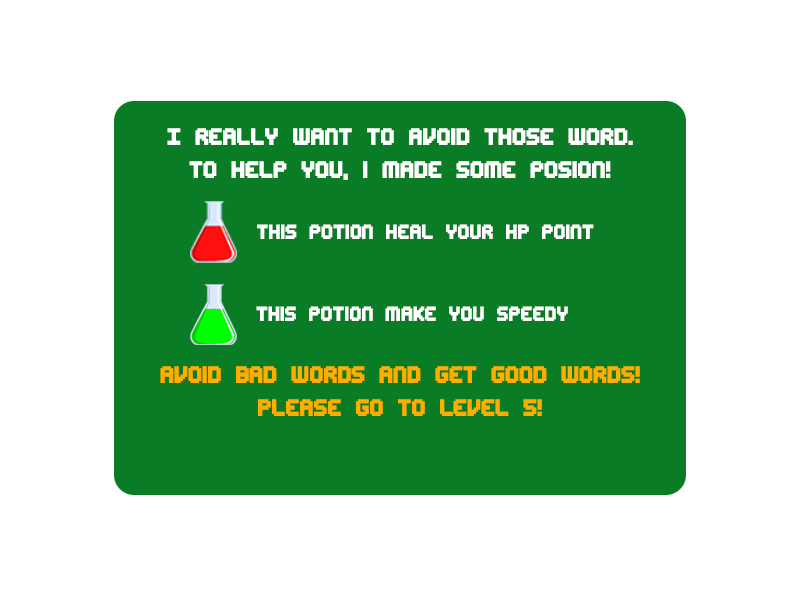 I REALLY WANT TO AVOID THOSE WORD.
TO HELP YOU, I MADE SOME POSION!
THIS POTION HEAL YOUR HP POINT
THIS POTION MAKE YOU SPEEDY
AVOID BAD WORDS AND GET GOOD WORDS!
PLEASE GO TO LEVEL 5!